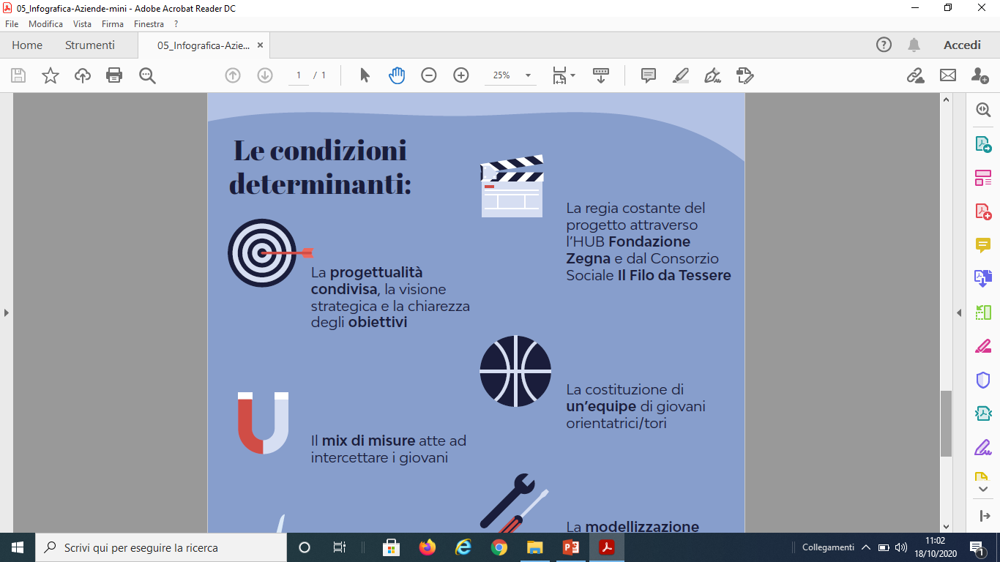 05_Infografica-Aziende-mini - Adobe Acrobat Reader DC
File Modifica Vista Firma Finestra ?
Home Strumenti 05_Infografica-Azie... × Accedi
1 / 1 25%
Le condizioni
determinanti:
La progettualità
condivisa, la visione
strategica e la chiarezza
degli obiettivi
Il mix di misure atte ad
intercettare i giovani
La regia costante del
progetto attraverso
l'HUB Fondazione
Zegna e dal Consorzio
Sociale Il Filo da Tessere
La costituzione di
un'equipe di giovani
orientatrici/tori
La modellizzazione
Scrivi qui per eseguire la ricerca
Collegamenti
11:02
18/10/2020
1